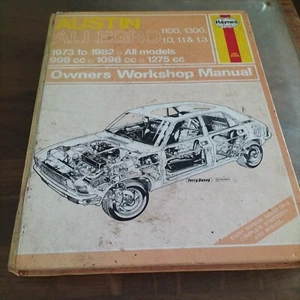 AUSTIN
ALLEGRO 1100, 1300,
1.0, 1.1 & 1.3
Haynes
1973 to 1982 □ All models
998 cc □ 1098 cc □ 1275 cc
Owners Workshop Manual